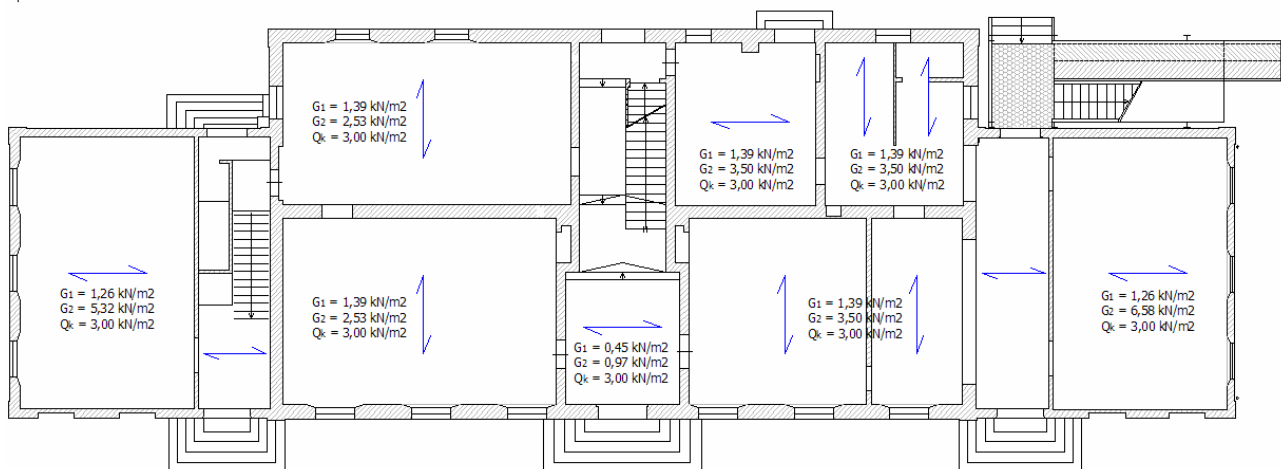 G1 = 1,39 kN/m2
G2 = 2,53 kN/m2
Qk = 3,00 kN/m2
G1 = 1,39 kN/m2
G2 = 3,50 kN/m2
Qk = 3,00 kN/m2
G1 = 1,39 kN/m2
G2 = 3,50 kN/m2
Qk = 3,00 kN/m2
G1 = 1,26 kN/m2
G2 = 5,32 kN/m2
Qk = 3,00 kN/m2
G1 = 1,39 kN/m2
G2 = 2,53 kN/m2
Qk = 3,00 kN/m2
G1 = 0,45 kN/m2
G2 = 0,97 kN/m2
Qk = 3,00 kN/m2
G1 = 1,39 kN/m2
G2 = 3,50 kN/m2
Qk = 3,00 kN/m2
G1 = 1,26 kN/m2
G2 = 6,58 kN/m2
Qk = 3,00 kN/m2